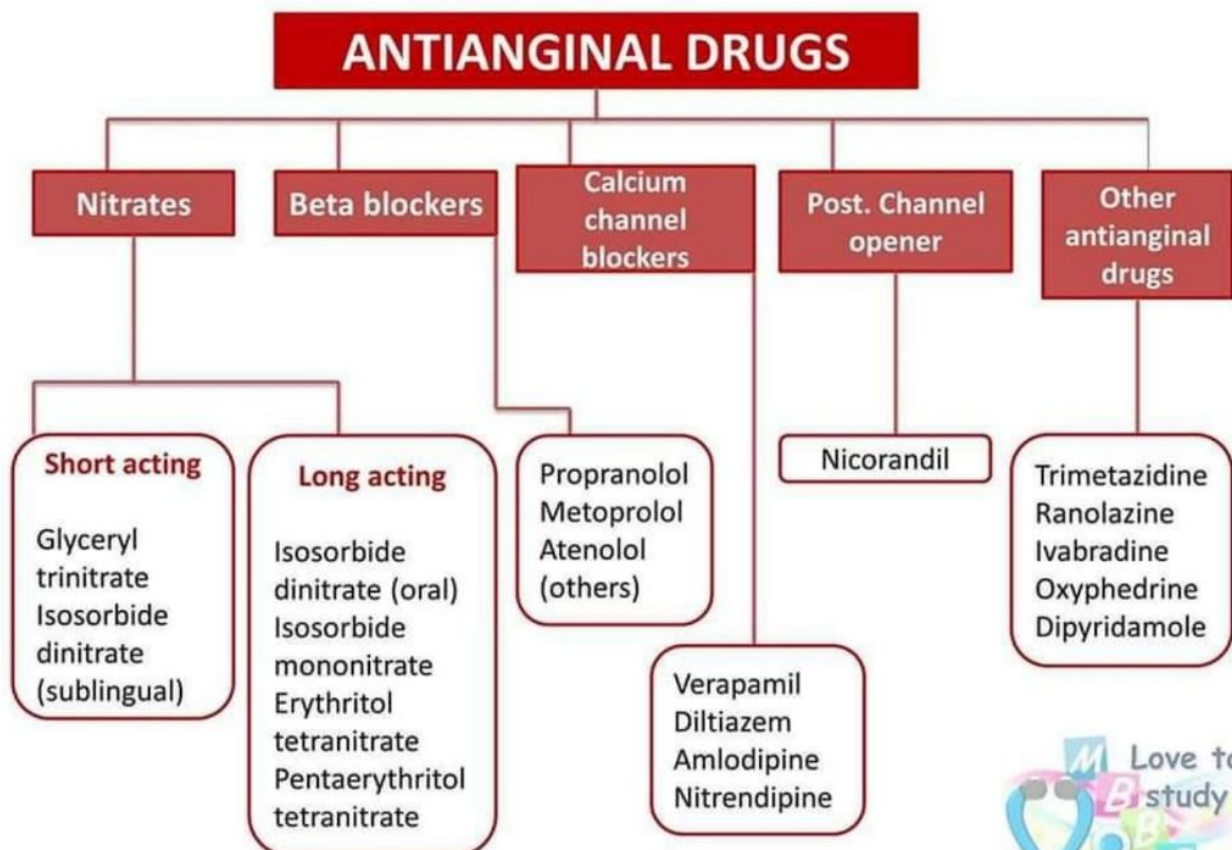 ANTIANGINAL DRUGS
Nitrates
Beta blockers
Calcium
channel
blockers
Post. Channel
opener
Other
antianginal
drugs
Short acting
Glyceryl
trinitrate
Isosorbide
dinitrate
(sublingual)
Long acting
Isosorbide
dinitrate (oral)
Isosorbide
mononitrate
Erythritol
tetranitrate
Pentaerythritol
tetranitrate
Propranolol
Metoprolol
Atenolol
(others)
Verapamil
Diltiazem
Amlodipine
Nitrendipine
Nicorandil
Trimetazidine
Ranolazine
Ivabradine
Oxyphedrine
Dipyridamole
M Love to
B study
B